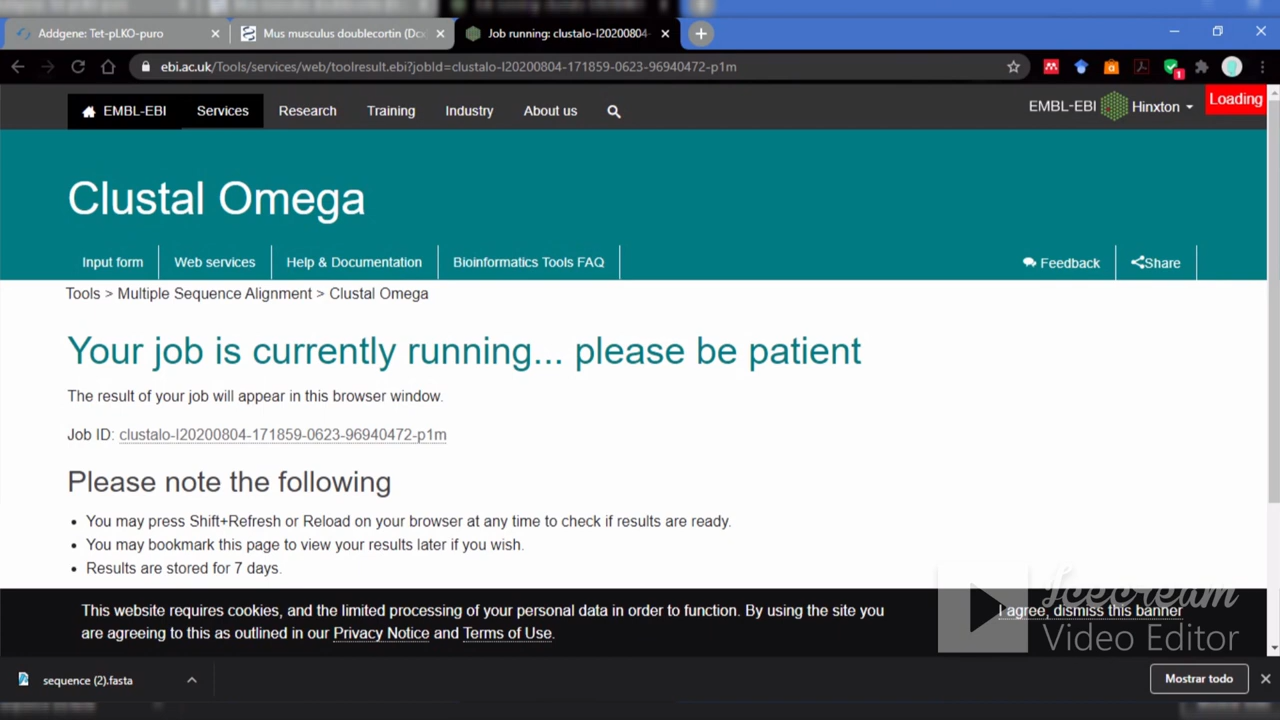 Addgene: Tet-pLKO-puro
Mus musculus doublecortin (Dcx
Job running: clustalo-I20200804-
ebi.ac.uk/Tools/services/web/toolresult.ebi?jobId=clustalo-I20200804-171859-0623-96940472-p1m
1
EMBL-EBI
Services
Research
Training
Industry
About us
EMBL-EBI
Hinxton
Loading
Clustal Omega
Input form
Web services
Help & Documentation
Bioinformatics Tools FAQ
Feedback
Share
Tools > Multiple Sequence Alignment > Clustal Omega
Your job is currently running... please be patient
The result of your job will appear in this browser window.
Job ID: clustalo-I20200804-171859-0623-96940472-p1m
Please note the following
You may press Shift+Refresh or Reload on your browser at any time to check if results are ready.
You may bookmark this page to view your results later if you wish.
Results are stored for 7 days.
This website requires cookies, and the limited processing of your personal data in order to function. By using the site you
are agreeing to this as outlined in our Privacy Notice and Terms of Use.
I agree, dismiss this banner
Icecream
Video Editor
sequence (2).fasta
Mostrar todo